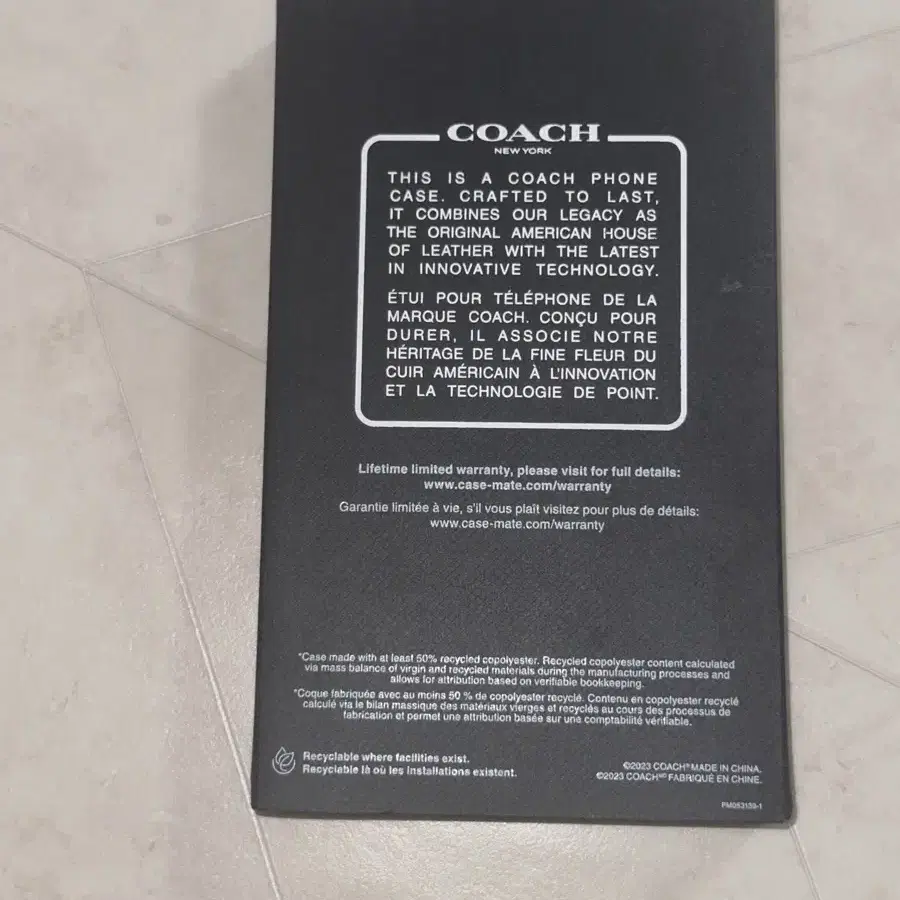 COACH
NEW YORK
THIS IS A COACH PHONE
CASE. CRAFTED TO LAST,
IT COMBINES OUR LEGACY AS
THE ORIGINAL AMERICAN HOUSE
OF LEATHER WITH THE LATEST
IN INNOVATIVE TECHNOLOGY.
ÉTUI POUR TÉLÉPHONE DE LA
MARQUE COACH. CONÇU POUR
DURER, IL ASSOCIE NOTRE
HÉRITAGE DE LA FINE FLEUR DU
CUIR AMÉRICAIN À L'INNOVATION
ET LA TECHNOLOGIE DE POINT.
Lifetime limited warranty, please visit for full details:
www.case-mate.com/warranty
Garantie limitée à vie, s'il vous plaît visitez pour plus de détails:
www.case-mate.com/warranty
*Case made with at least 50% recycled copolyester. Recycled copolyester content calculated
via mass balance of virgin and recycled materials during the manufacturing processes and
allows for attribution based on verifiable bookkeeping.
*Coque fabriquée avec au moins 50 % de copolyester recyclé. Contenu en copolyester recyclé
calculé via le bilan massique des matériaux vierges et recyclés au cours des processus de
fabrication et permet une attribution basée sur une comptabilité vérifiable.
Recyclable where facilities exist.
Recyclable là où les installations existent.
©2023 COACH® MADE IN CHINA.
©2023 COACHᴹᴰ FABRIQUÉ EN CHINE.
PM053139-1